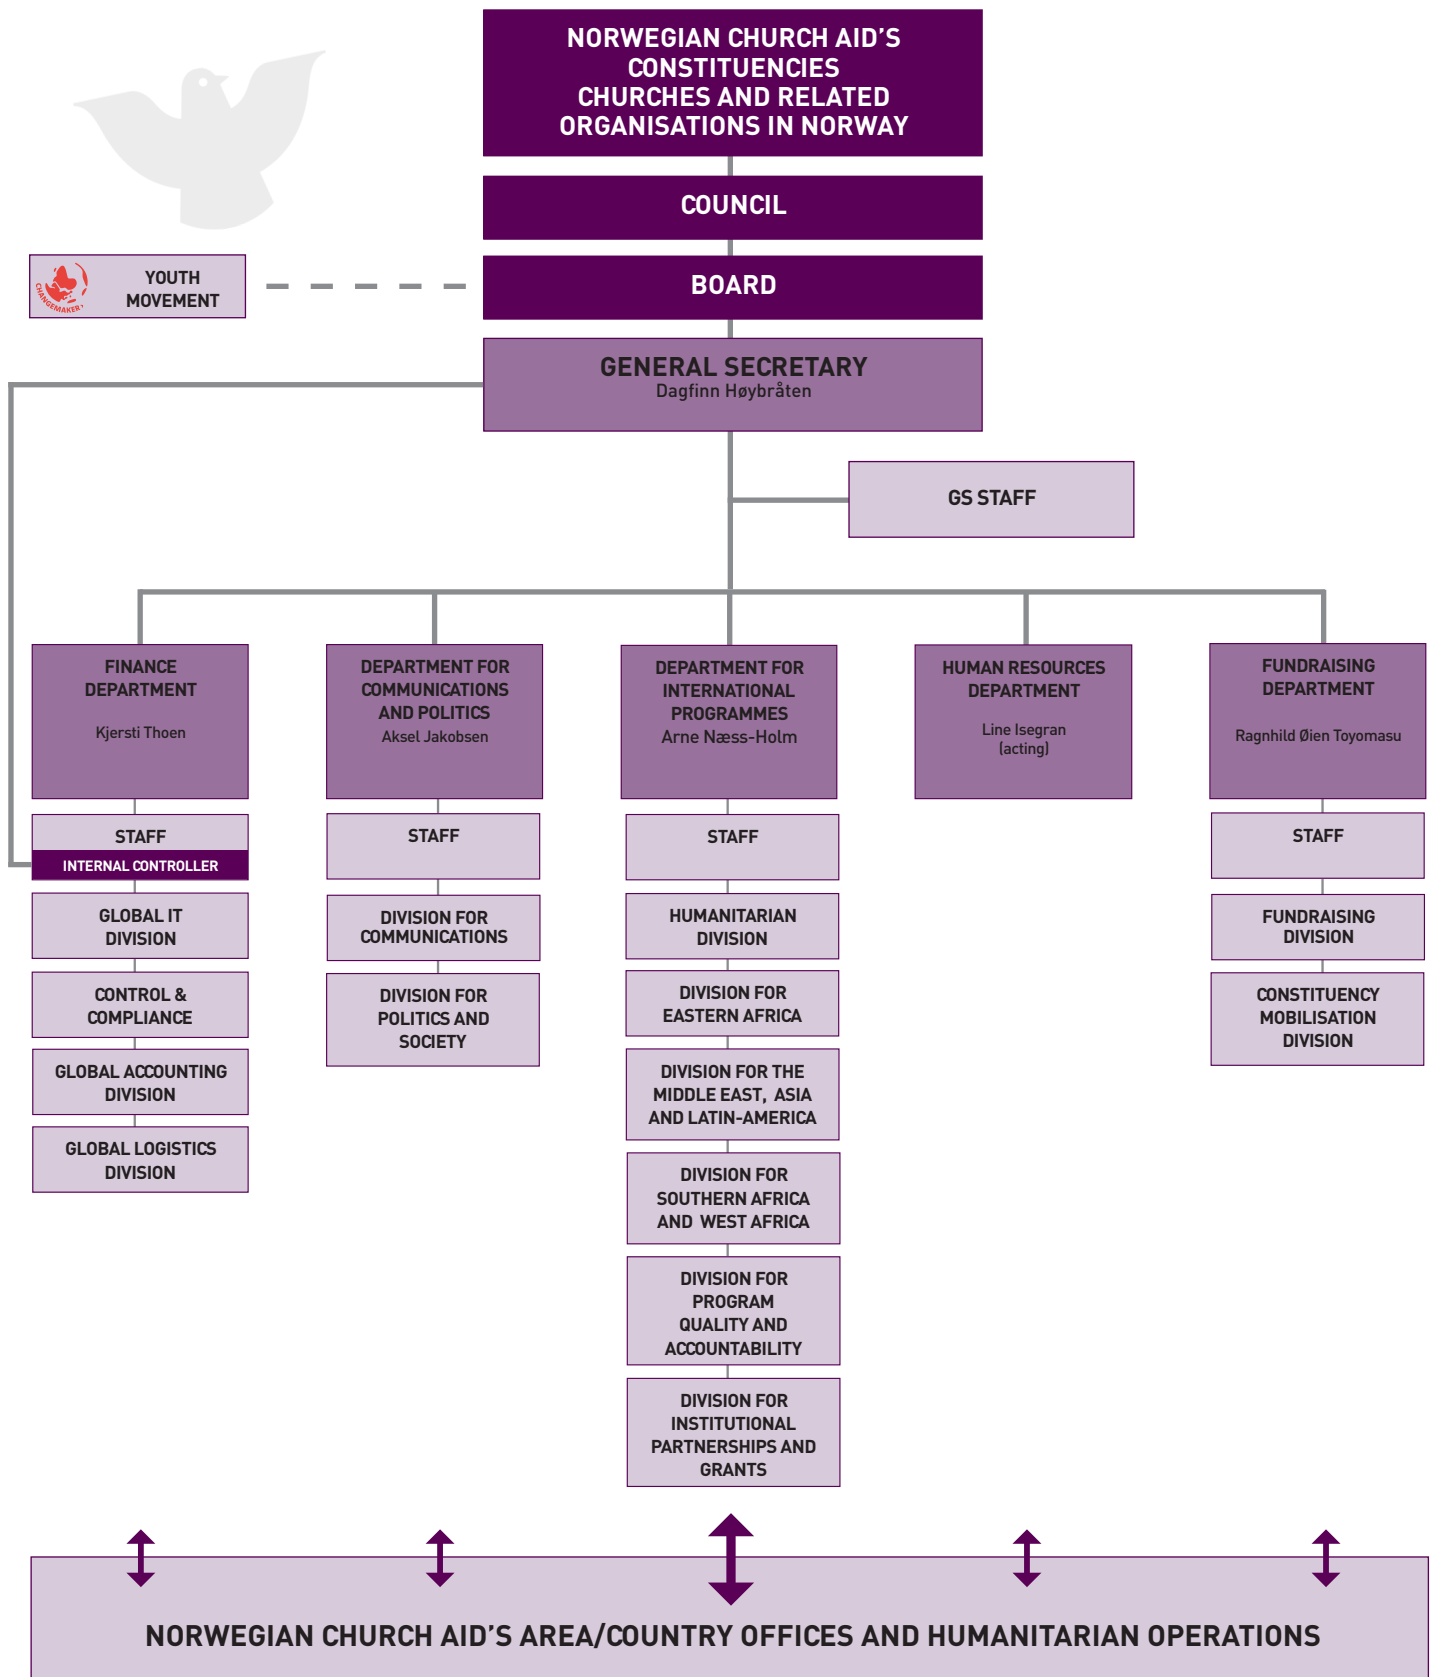 NORWEGIAN CHURCH AID'S
CONSTITUENCIES
CHURCHES AND RELATED
ORGANISATIONS IN NORWAY
COUNCIL
CHANGEMAKER
YOUTH
MOVEMENT
BOARD
GENERAL SECRETARY
Dagfinn Høybråten
GS STAFF
FINANCE
DEPARTMENT
Kjersti Thoen
STAFF
INTERNAL CONTROLLER
GLOBAL IT
DIVISION
CONTROL &
COMPLIANCE
GLOBAL ACCOUNTING
DIVISION
GLOBAL LOGISTICS
DIVISION
DEPARTMENT FOR
COMMUNICATIONS
AND POLITICS
Aksel Jakobsen
STAFF
DIVISION FOR
COMMUNICATIONS
DIVISION FOR
POLITICS AND
SOCIETY
DEPARTMENT FOR
INTERNATIONAL
PROGRAMMES
Arne Næss-Holm
STAFF
HUMANITARIAN
DIVISION
DIVISION FOR
EASTERN AFRICA
DIVISION FOR THE
MIDDLE EAST, ASIA
AND LATIN-AMERICA
DIVISION FOR
SOUTHERN AFRICA
AND WEST AFRICA
DIVISION FOR
PROGRAM
QUALITY AND
ACCOUNTABILITY
DIVISION FOR
INSTITUTIONAL
PARTNERSHIPS AND
GRANTS
HUMAN RESOURCES
DEPARTMENT
Line Isegran
(acting)
FUNDRAISING
DEPARTMENT
Ragnhild Øien Toyomasu
STAFF
FUNDRAISING
DIVISION
CONSTITUENCY
MOBILISATION
DIVISION
NORWEGIAN CHURCH AID'S AREA/COUNTRY OFFICES AND HUMANITARIAN OPERATIONS